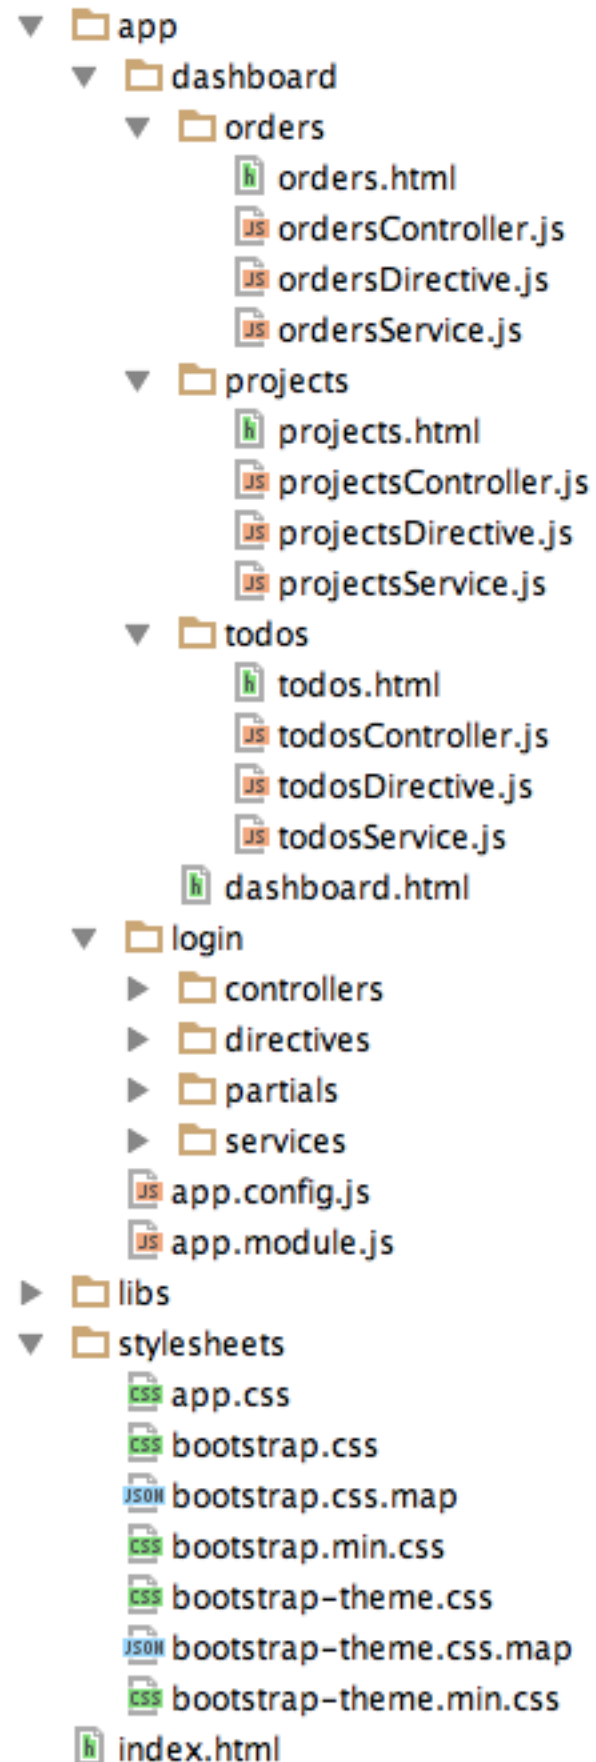 app
dashboard
orders
orders.html
ordersController.js
ordersDirective.js
ordersService.js
projects
projects.html
projectsController.js
projectsDirective.js
projectsService.js
todos
todos.html
todosController.js
todosDirective.js
todosService.js
dashboard.html
login
controllers
directives
partials
services
app.config.js
app.module.js
libs
stylesheets
app.css
bootstrap.css
bootstrap.css.map
bootstrap.min.css
bootstrap-theme.css
bootstrap-theme.css.map
bootstrap-theme.min.css
index.html